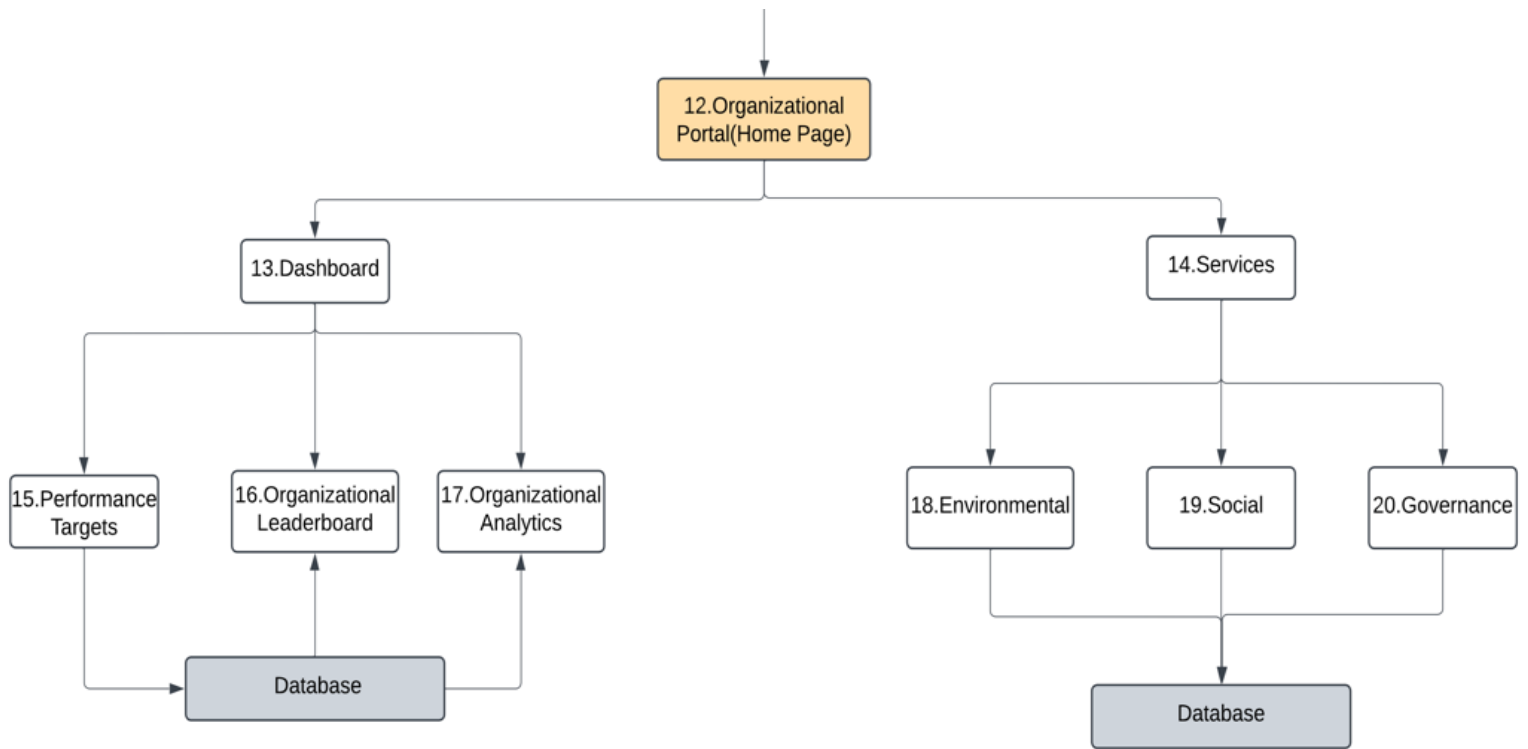 12.Organizational
Portal(Home Page)
13.Dashboard
14.Services
15.Performance
Targets
16.Organizational
Leaderboard
17.Organizational
Analytics
18.Environmental
19.Social
20.Governance
Database
Database